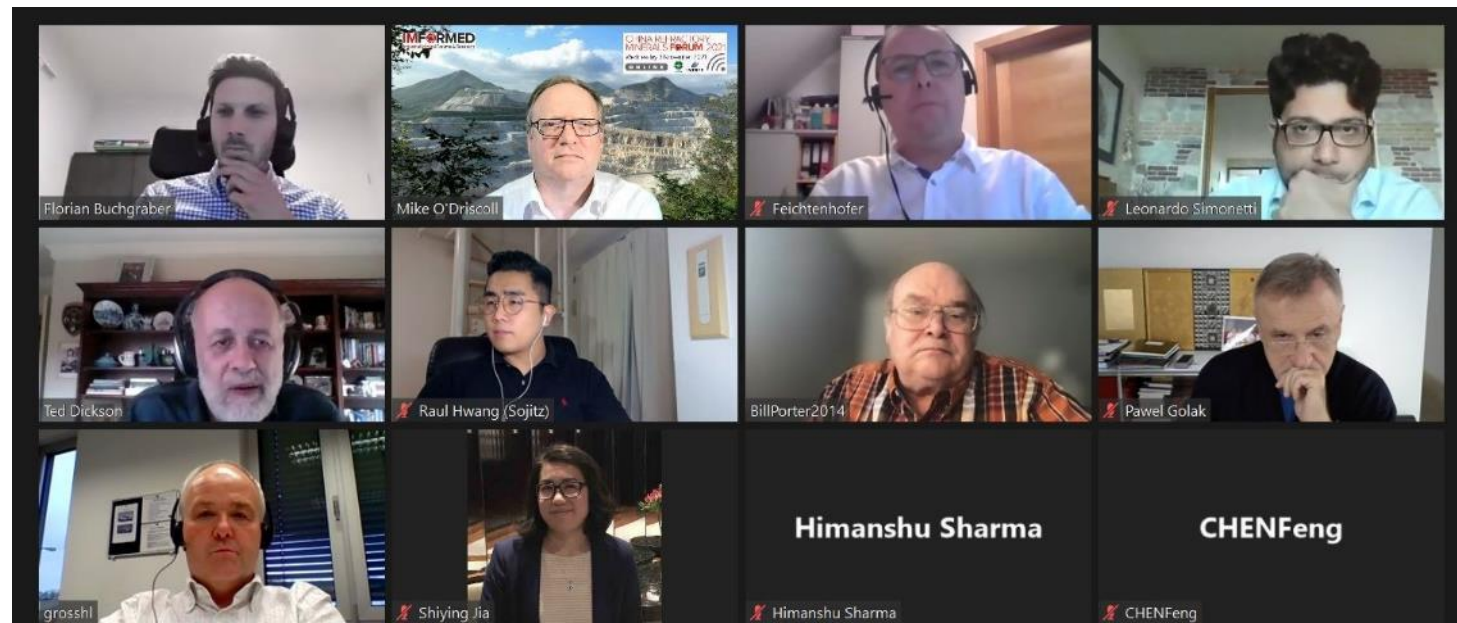 Florian Buchgraber
IMFORMED
CHINA REFRACTORY
MINERALS FORUM 2021
ONLINE
Mike O'Driscoll
Feichtenhofer
Leonardo Simonetti
Ted Dickson
Raul Hwang (Sojitz)
BillPorter2014
Pawel Golak
grosshl
Shiying Jia
Himanshu Sharma
Himanshu Sharma
CHENFeng
CHENFeng